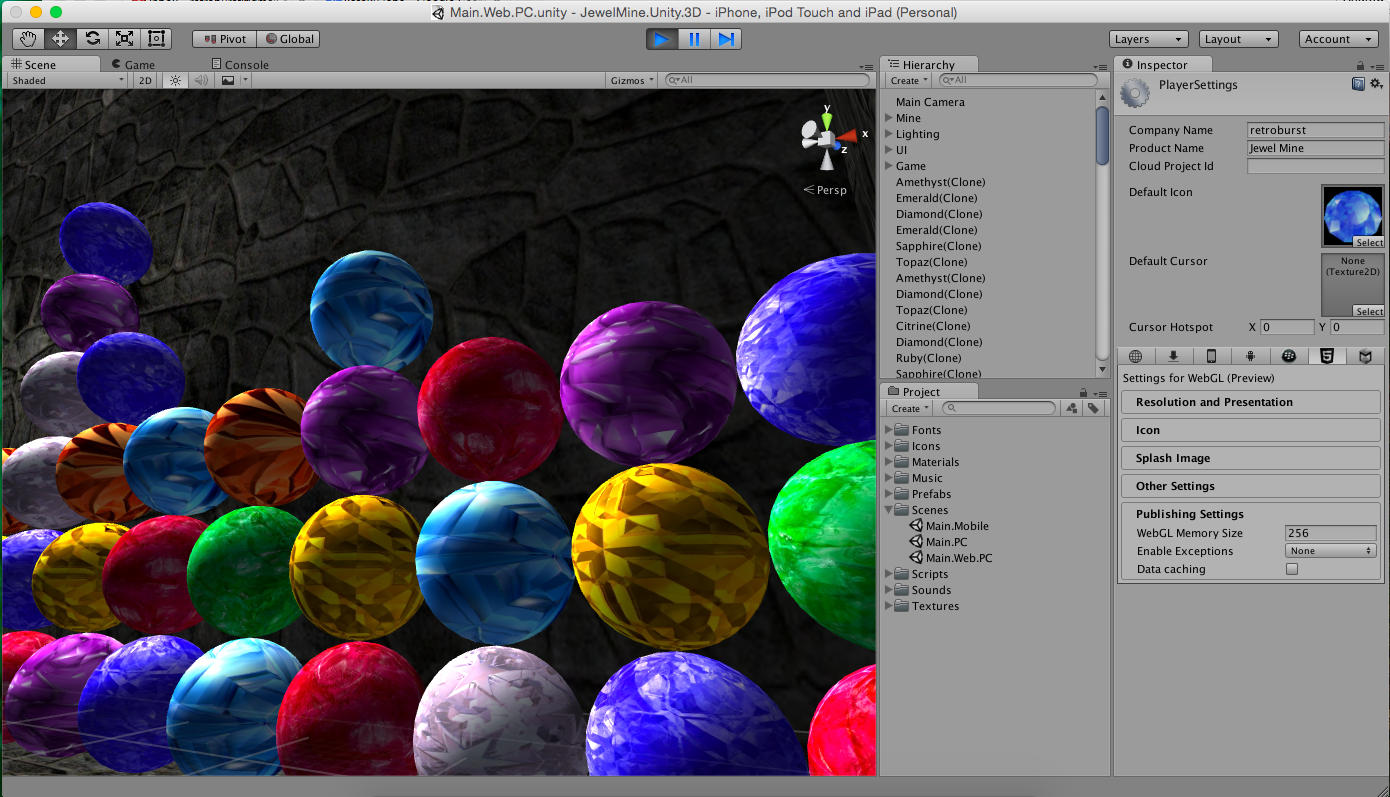 Main.Web.PC.unity - JewelMine.Unity.3D - iPhone, iPod Touch and iPad (Personal)
Pivot Global Layers Layout Account
Scene Game Console
Shaded 2D Gizmos All
y
x
z
Persp
Hierarchy
Create All
Main Camera
Mine
Lighting
UI
Game
Amethyst(Clone)
Emerald(Clone)
Diamond(Clone)
Emerald(Clone)
Sapphire(Clone)
Topaz(Clone)
Amethyst(Clone)
Diamond(Clone)
Topaz(Clone)
Citrine(Clone)
Diamond(Clone)
Ruby(Clone)
Sapphire(Clone)
Project
Create
Fonts
Icons
Materials
Music
Prefabs
Scenes
Main.Mobile
Main.PC
Main.Web.PC
Scripts
Sounds
Textures
Inspector
PlayerSettings
Company Name retroburst
Product Name Jewel Mine
Cloud Project Id
Default Icon
Select
Default Cursor None
(Texture2D)
Select
Cursor Hotspot X 0 Y 0
Settings for WebGL (Preview)
Resolution and Presentation
Icon
Splash Image
Other Settings
Publishing Settings
WebGL Memory Size 256
Enable Exceptions None
Data caching